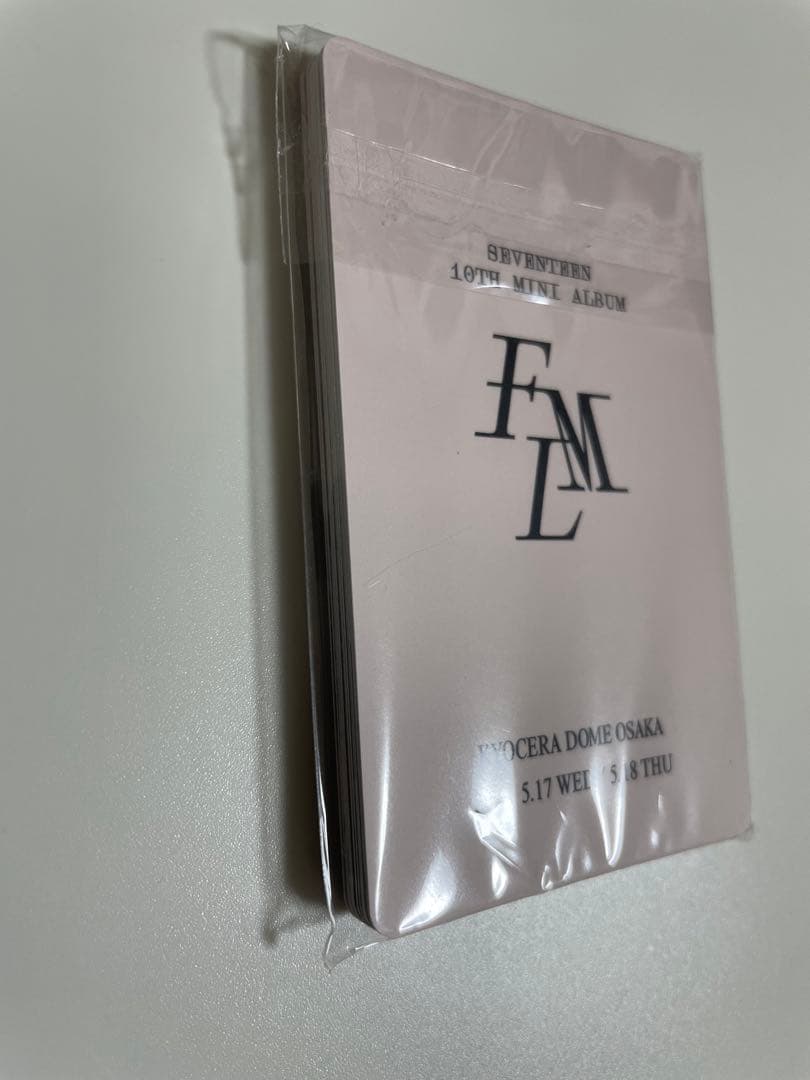 SEVENTEEN
10TH MINI ALBUM
FML
KYOCERA DOME OSAKA
5.17 WED / 5.18 THU